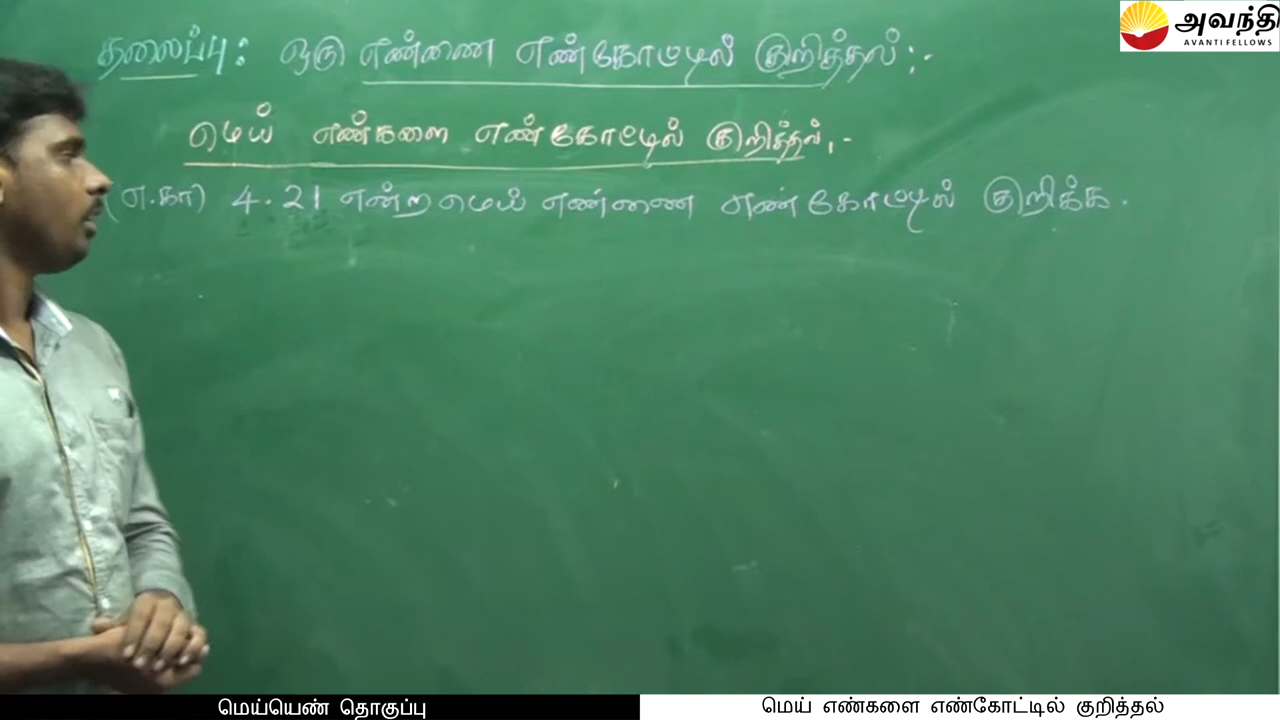 அவந்தி
AVANTI FELLOWS
தலைப்பு: ஒரு எண்ணை எண்கோட்டில் குறித்தல் :-
மெய் எண்களை எண்கோட்டில் குறித்தல் :-
(எ.கா) 4.21 என்ற மெய் எண்ணை எண்கோட்டில் குறிக்க.
மெய்யெண் தொகுப்பு
மெய் எண்களை எண்கோட்டில் குறித்தல்